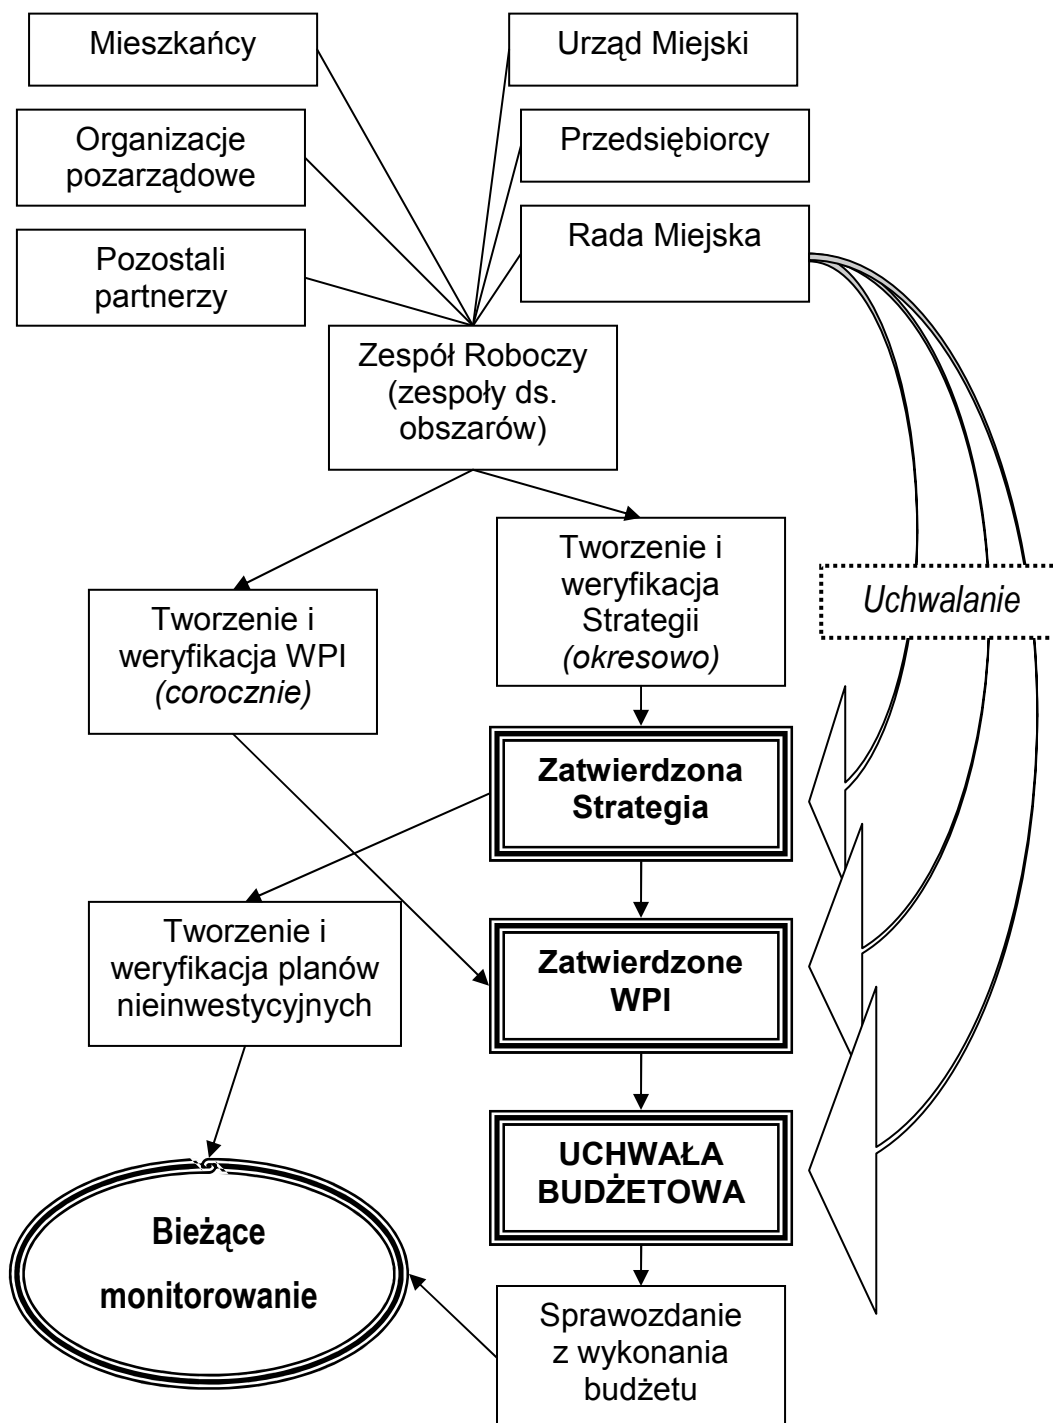 Mieszkańcy
Urząd Miejski
Organizacje
pozarządowe
Przedsiębiorcy
Pozostali
partnerzy
Rada Miejska
Zespół Roboczy
(zespoły ds.
obszarów)
Tworzenie i
weryfikacja WPI
(corocznie)
Tworzenie i
weryfikacja
Strategii
(okresowo)
Uchwalanie
Zatwierdzona
Strategia
Tworzenie i
weryfikacja planów
nieinwestycyjnych
Zatwierdzone
WPI
UCHWAŁA
BUDŻETOWA
Bieżące
monitorowanie
Sprawozdanie
z wykonania
budżetu